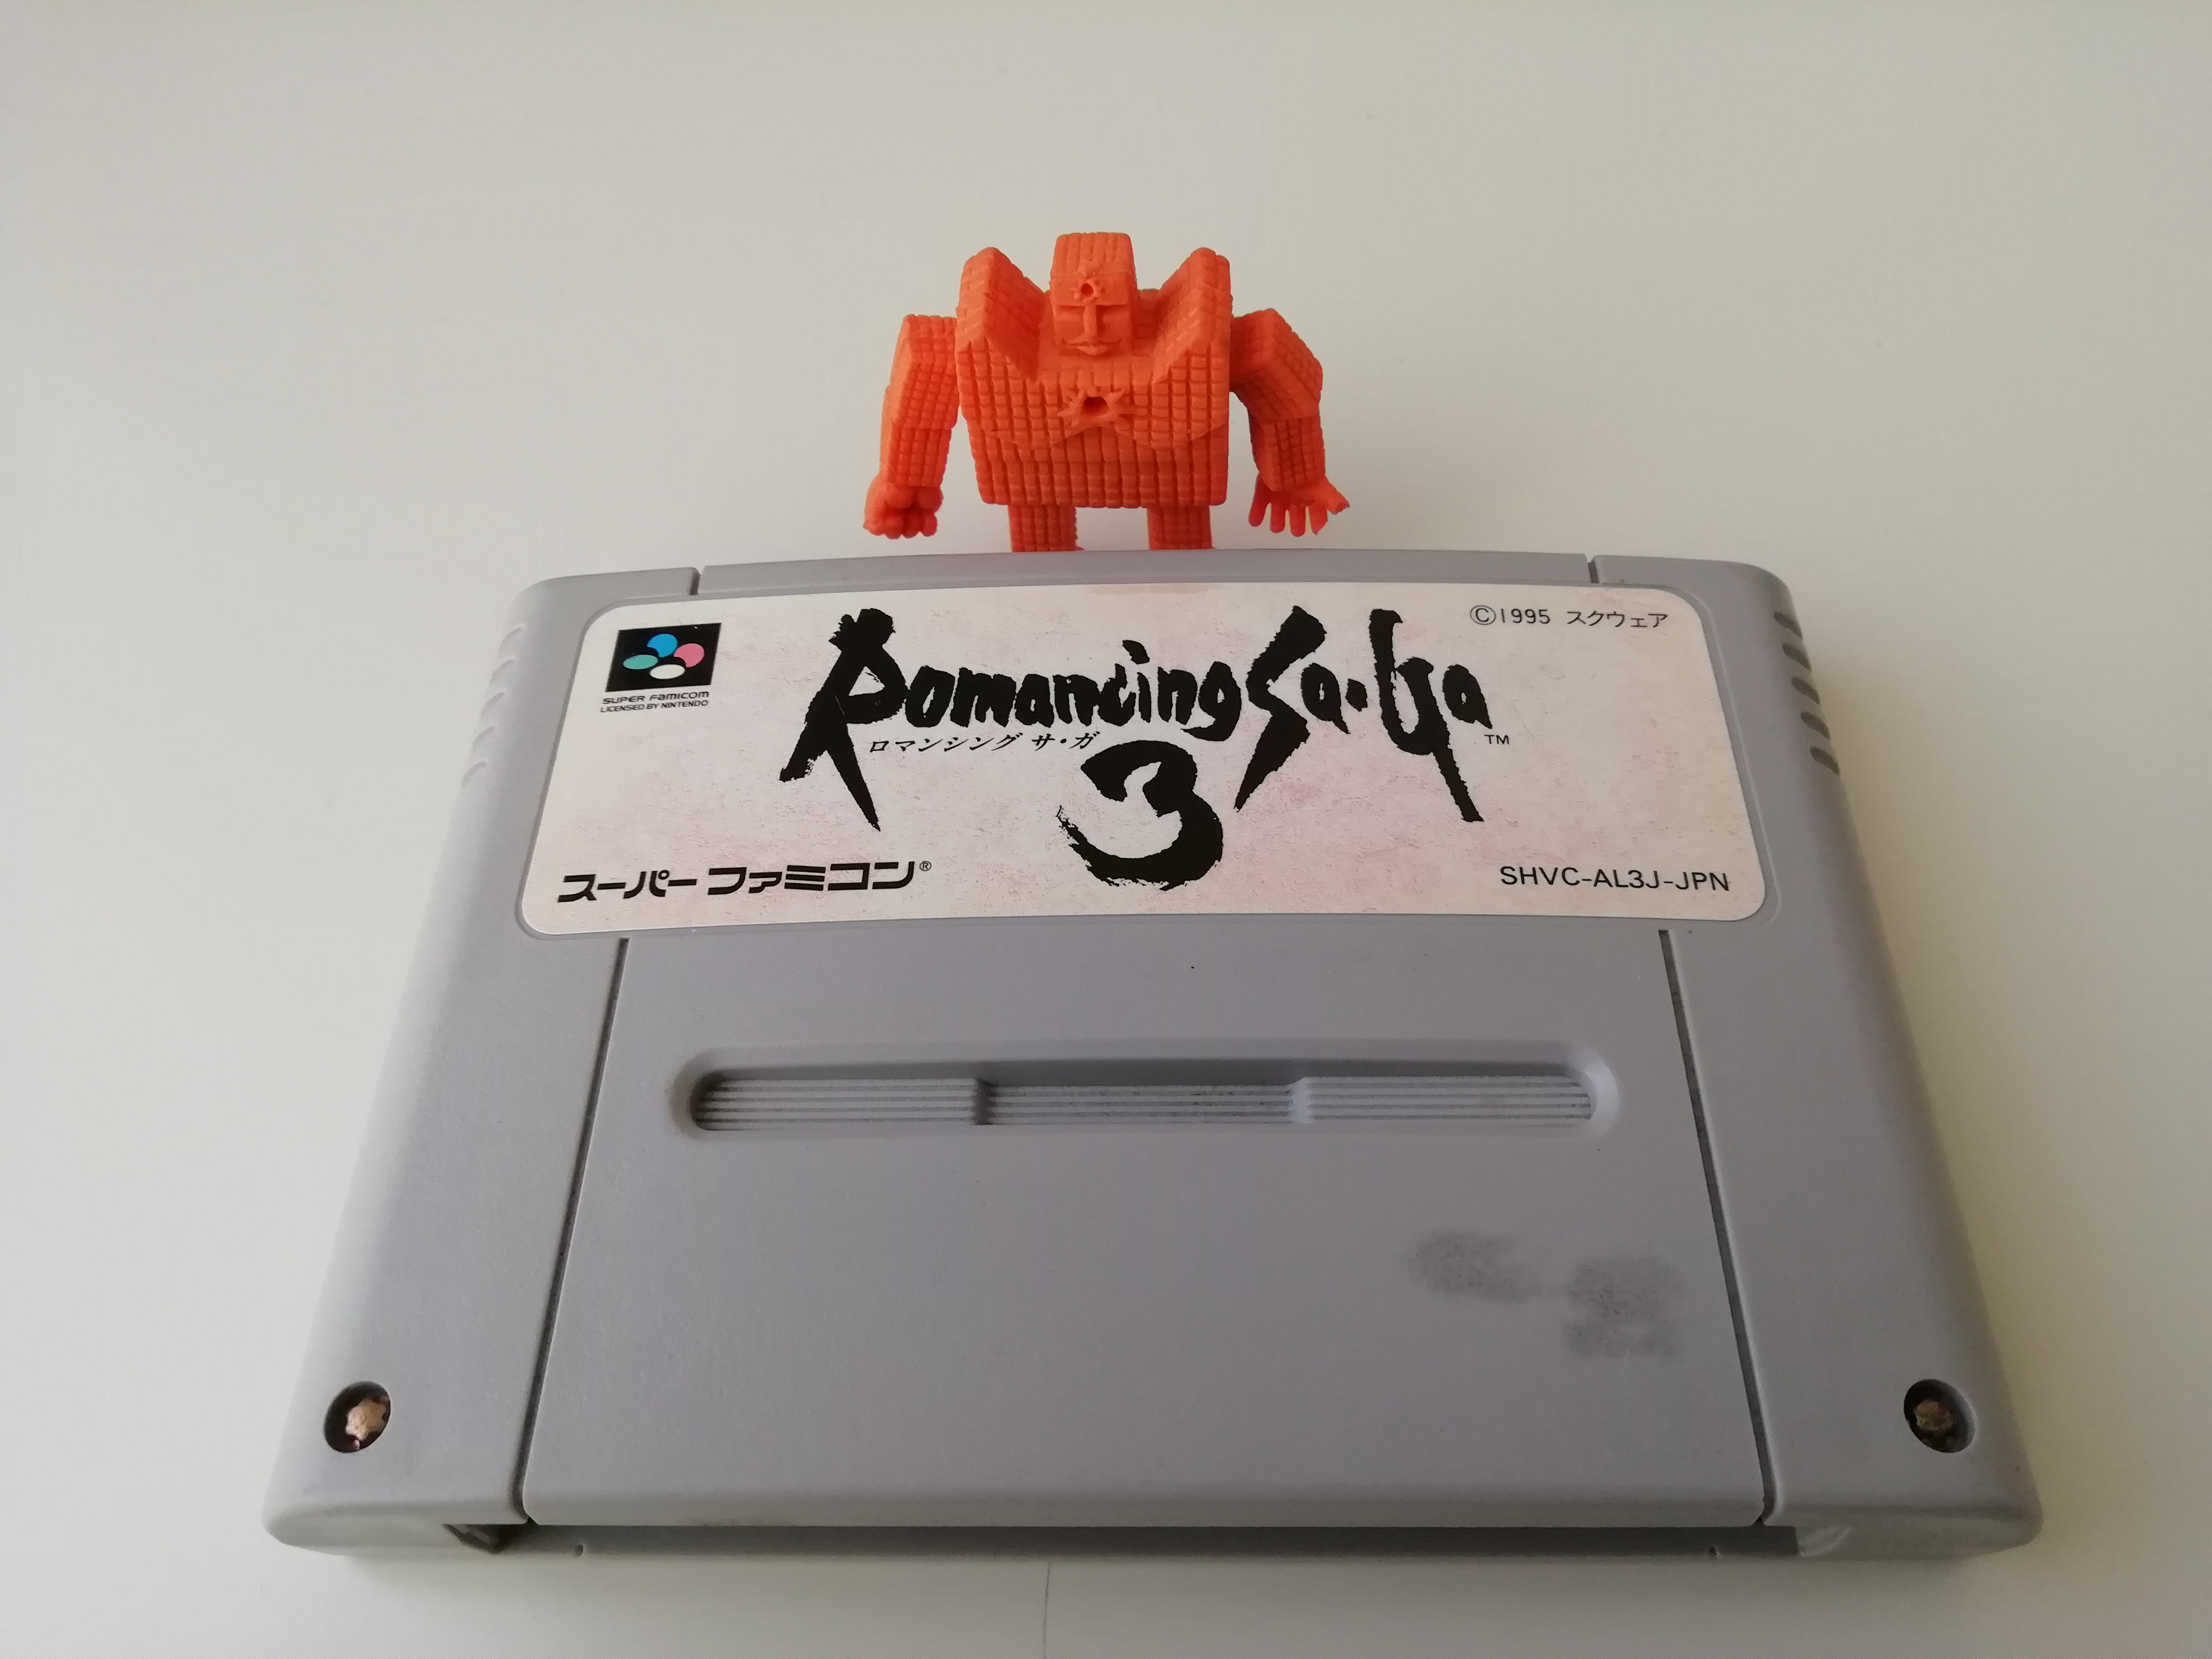 ©1995 スクウェア
SUPER FAMICOM
LICENSED BY NINTENDO
Romancing Sa·Ga
TM
ロマンシング サ・ガ
3
スーパーファミコン®
SHVC-AL3J-JPN